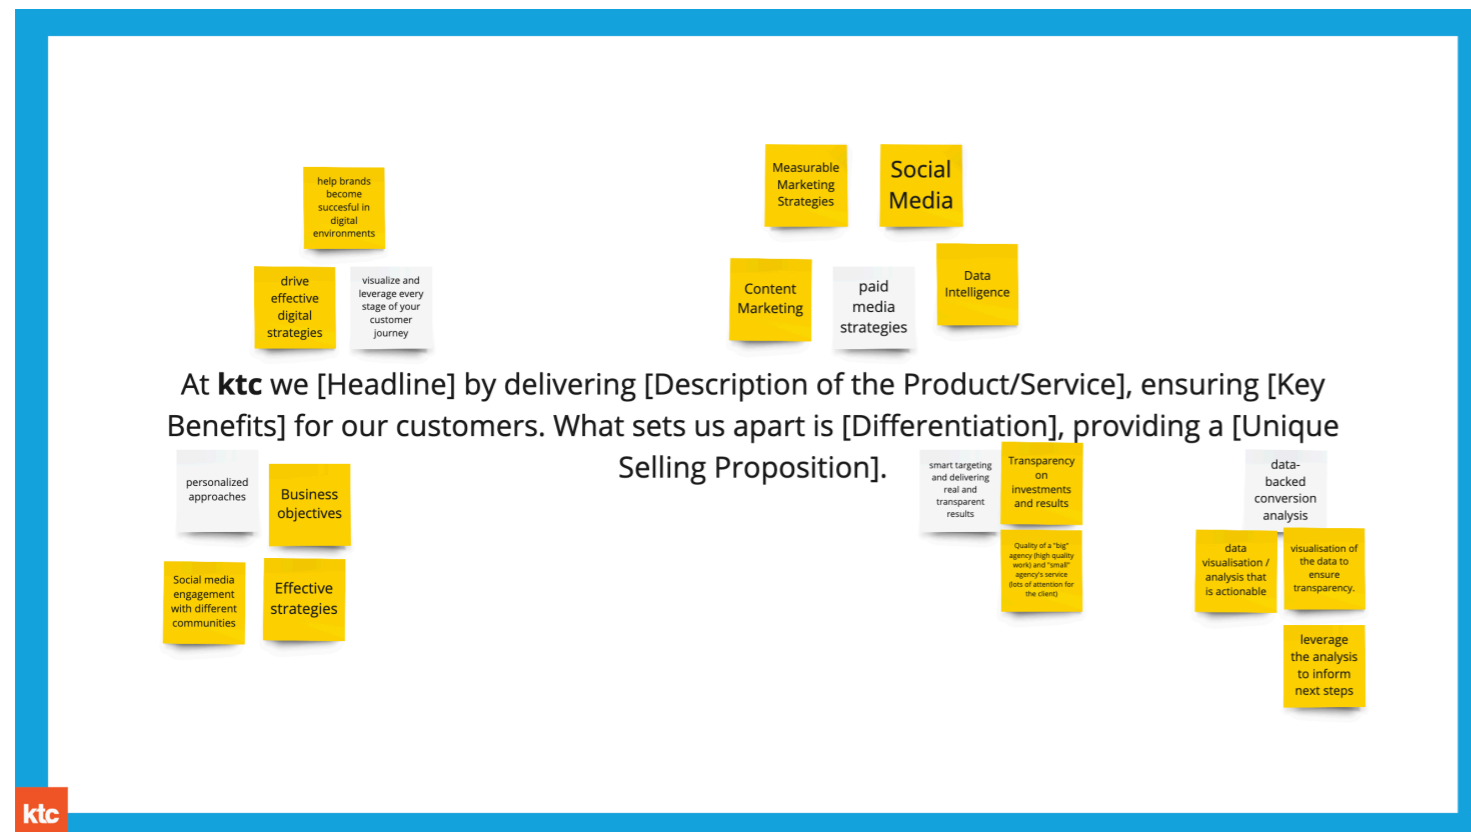 help brands
become
succesful in
digital
environments
drive
effective
digital
strategies
visualize and
leverage every
stage of your
customer
journey
Measurable
Marketing
Strategies
Social
Media
Content
Marketing
paid
media
strategies
Data
Intelligence
At ktc we [Headline] by delivering [Description of the Product/Service], ensuring [Key
Benefits] for our customers. What sets us apart is [Differentiation], providing a [Unique
Selling Proposition].
personalized
approaches
Business
objectives
Social media
engagement
with different
communities
Effective
strategies
smart targeting
and delivering
real and
transparent
results
Transparency
on
investments
and results
Quality of a "big"
agency (high quality
work) and "small"
agency's service
(lots of attention for
the client)
data-
backed
conversion
analysis
data
visualisation /
analysis that
is actionable
visualisation of
the data to
ensure
transparency.
leverage
the analysis
to inform
next steps
ktc